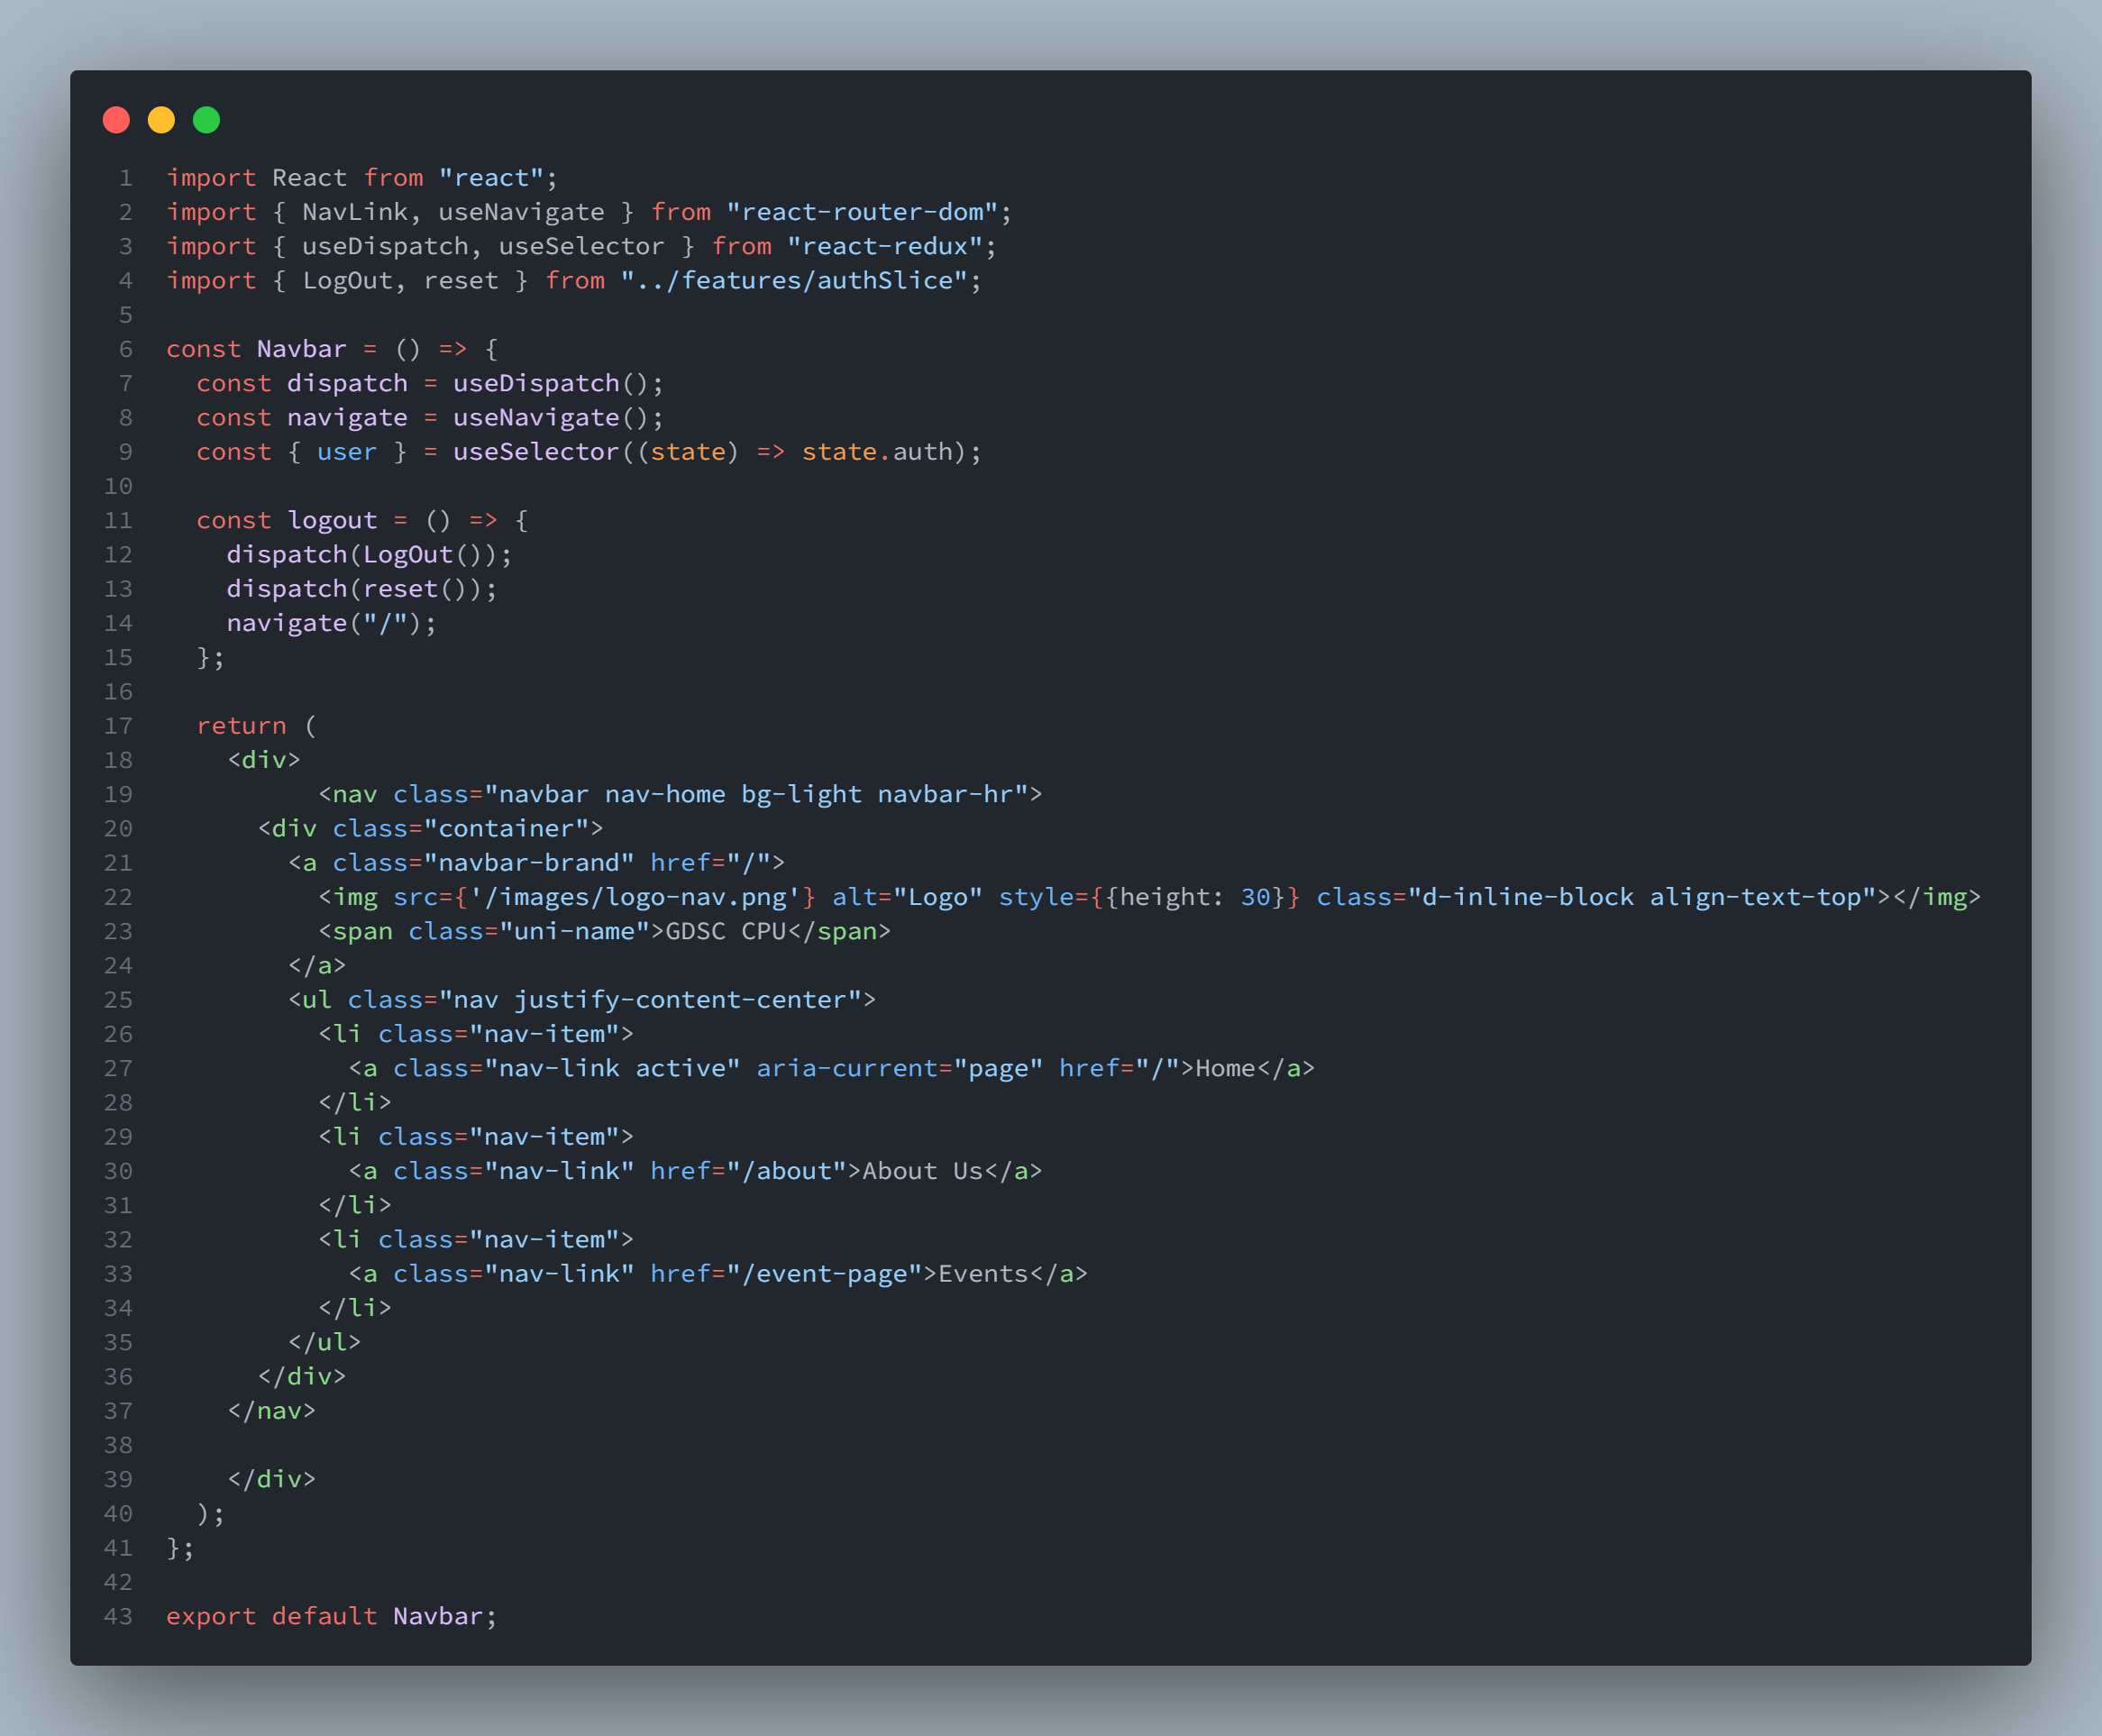 1 import React from "react";
2 import { NavLink, useNavigate } from "react-router-dom";
3 import { useDispatch, useSelector } from "react-redux";
4 import { LogOut, reset } from "../features/authSlice";
5
6 const Navbar = () => {
7   const dispatch = useDispatch();
8   const navigate = useNavigate();
9   const { user } = useSelector((state) => state.auth);
10
11   const logout = () => {
12     dispatch(LogOut());
13     dispatch(reset());
14     navigate("/");
15   };
16
17   return (
18     <div>
19           <nav class="navbar nav-home bg-light navbar-hr">
20       <div class="container">
21         <a class="navbar-brand" href="/">
22           <img src={'/images/logo-nav.png'} alt="Logo" style={{height: 30}} class="d-inline-block align-text-top"></img>
23           <span class="uni-name">GDSC CPU</span>
24         </a>
25         <ul class="nav justify-content-center">
26           <li class="nav-item">
27             <a class="nav-link active" aria-current="page" href="/">Home</a>
28           </li>
29           <li class="nav-item">
30             <a class="nav-link" href="/about">About Us</a>
31           </li>
32           <li class="nav-item">
33             <a class="nav-link" href="/event-page">Events</a>
34           </li>
35         </ul>
36       </div>
37     </nav>
38
39     </div>
40   );
41 };
42
43 export default Navbar;